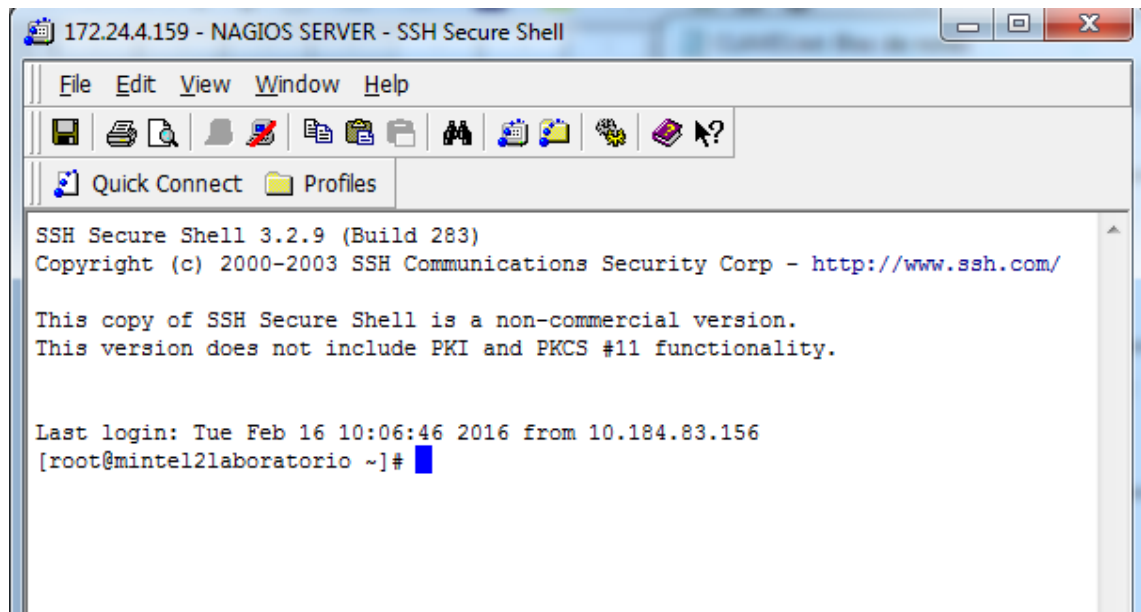 172.24.4.159 - NAGIOS SERVER - SSH Secure Shell
File Edit View Window Help
Quick Connect Profiles
SSH Secure Shell 3.2.9 (Build 283)
Copyright (c) 2000-2003 SSH Communications Security Corp - http://www.ssh.com/
This copy of SSH Secure Shell is a non-commercial version.
This version does not include PKI and PKCS #11 functionality.
Last login: Tue Feb 16 10:06:46 2016 from 10.184.83.156
[root@mintel2laboratorio ~]#